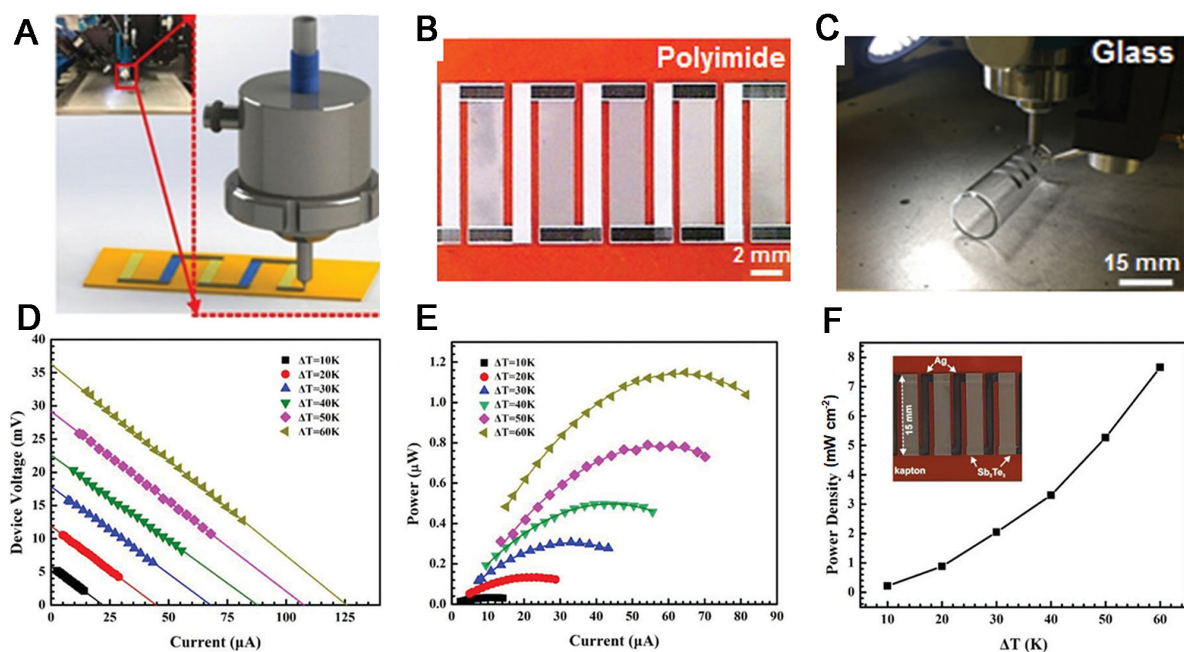 A
B
Polyimide
2 mm
C
Glass
15 mm
D
40
35
30
25
20
15
10
5
0
Device Voltage (mV)
ΔT=10K
ΔT=20K
ΔT=30K
ΔT=40K
ΔT=50K
ΔT=60K
0 25 50 75 100 125
Current (μA)
E
1.2
1.0
0.8
0.6
0.4
0.2
0.0
Power (μW)
ΔT=10K
ΔT=20K
ΔT=30K
ΔT=40K
ΔT=50K
ΔT=60K
0 10 20 30 40 50 60 70 80 90
Current (μA)
F
8
7
6
5
4
3
2
1
0
Power Density (mW cm⁻²)
Ag
15 mm
kapton
Sb₂Te₃
10 20 30 40 50 60
ΔT (K)